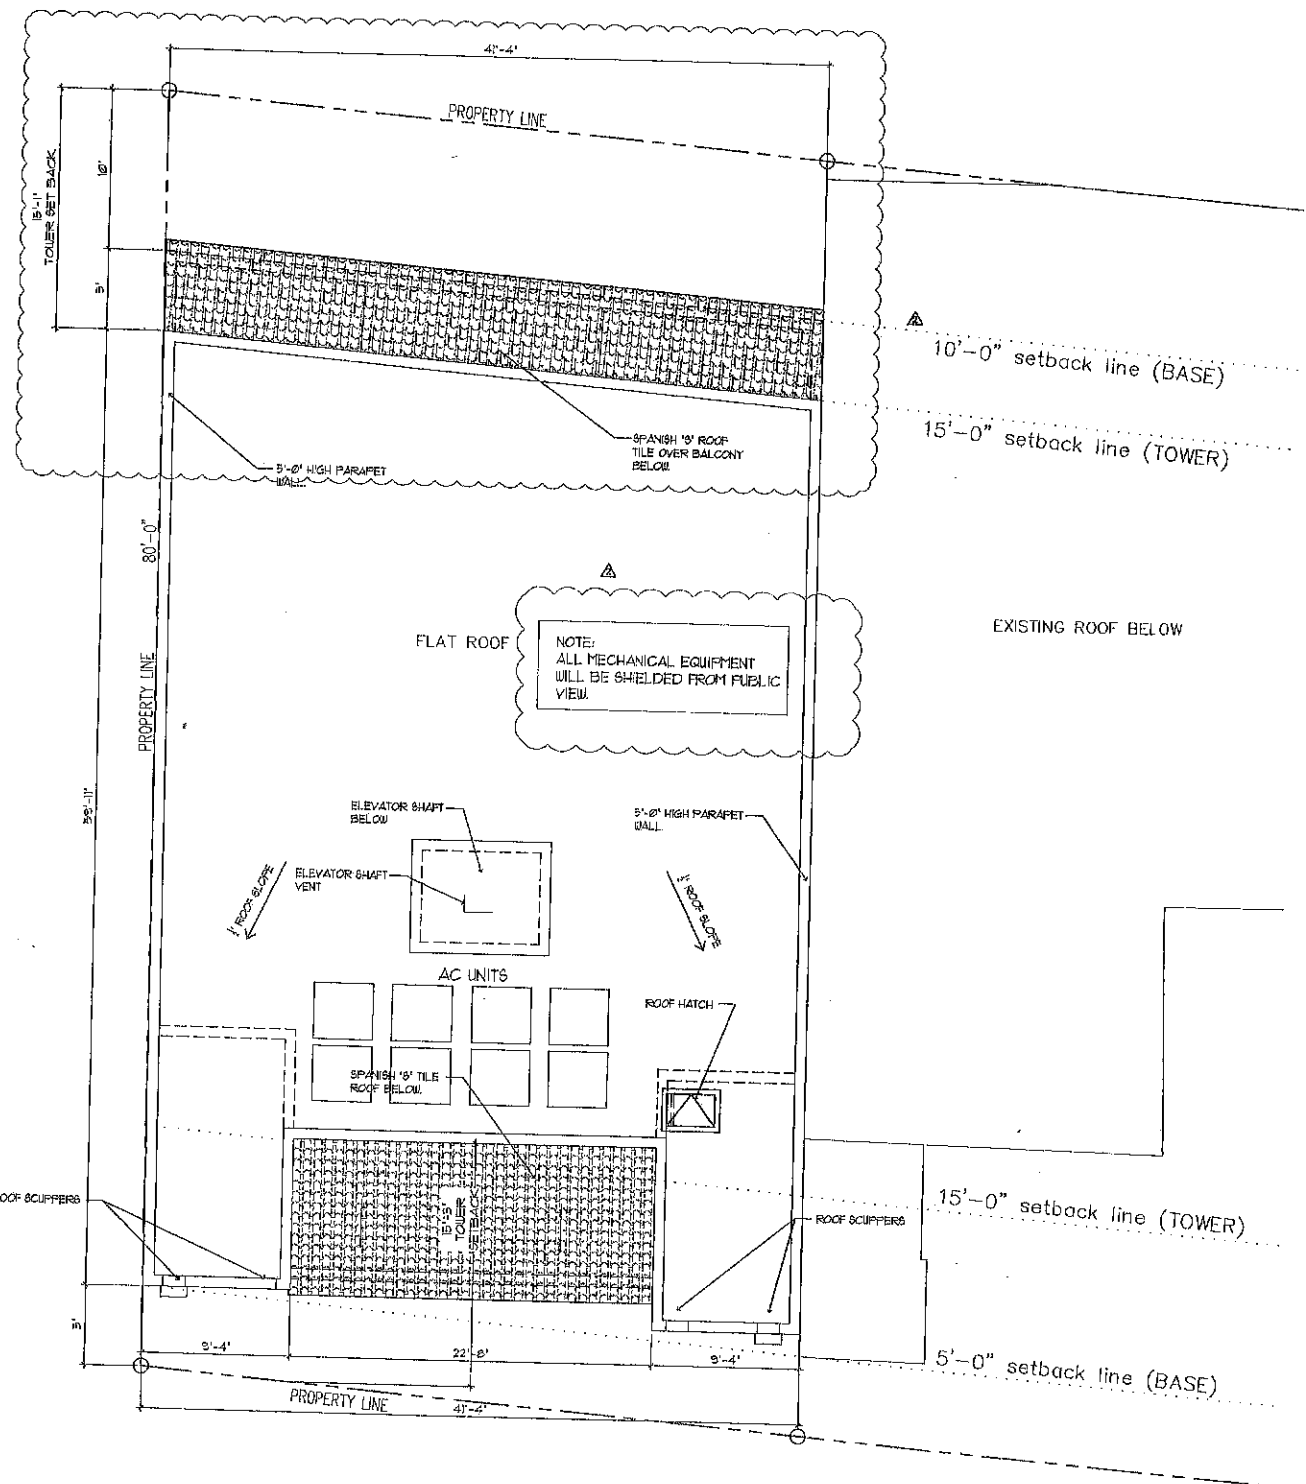 41'-4"
PROPERTY LINE
15'-1"
TOWER SET BACK
10'
5'
10'-0" setback line (BASE)
15'-0" setback line (TOWER)
SPANISH 'S' ROOF
TILE OVER BALCONY
BELOW.
5'-0" HIGH PARAPET
WALL.
80'-0"
PROPERTY LINE
FLAT ROOF
NOTE:
ALL MECHANICAL EQUIPMENT
WILL BE SHIELDED FROM PUBLIC
VIEW.
EXISTING ROOF BELOW
ELEVATOR SHAFT
BELOW
5'-0" HIGH PARAPET
WALL.
ELEVATOR SHAFT
VENT
ROOF SLOPE
ROOF SLOPE
AC UNITS
ROOF HATCH
SPANISH 'S' TILE
ROOF BELOW.
15'-0" setback line (TOWER)
TOWER
SETBACK
OOF SCUPPERS
ROOF SCUPPERS
5'
9'-4"
22'-8"
9'-4"
5'-0" setback line (BASE)
PROPERTY LINE
41'-4"